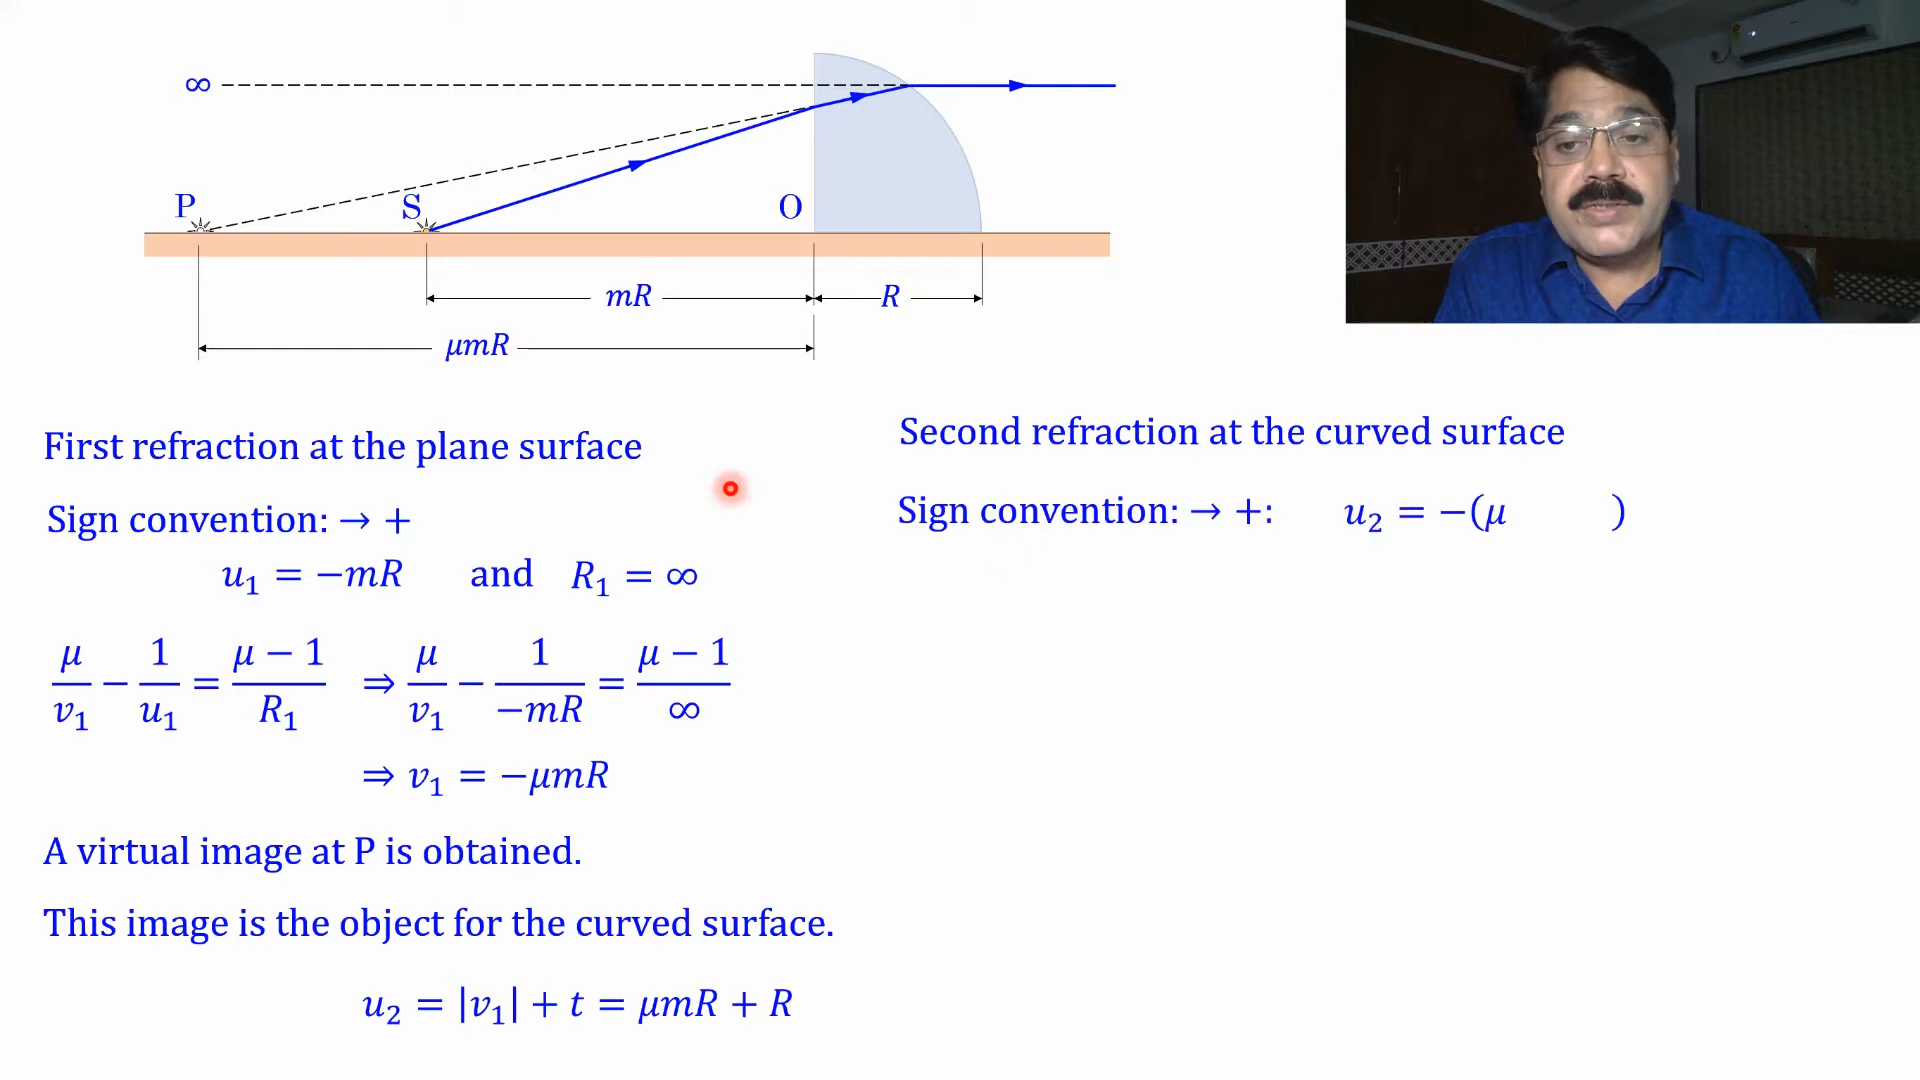 ∞
P
S
O
mR
R
μmR
First refraction at the plane surface
Sign convention: → +
u₁ = −mR and R₁ = ∞
μ/v₁ − 1/u₁ = (μ − 1)/R₁ ⇒ μ/v₁ − 1/(−mR) = (μ − 1)/∞
⇒ v₁ = −μmR
A virtual image at P is obtained.
This image is the object for the curved surface.
u₂ = |v₁| + t = μmR + R
Second refraction at the curved surface
Sign convention: → +: u₂ = −(μ )